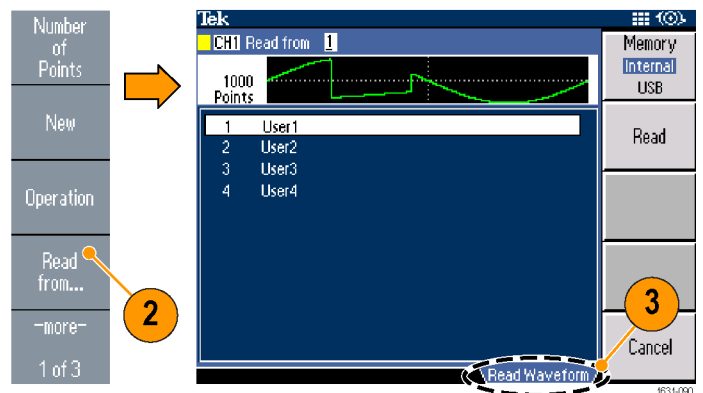 Number
of
Points
New
Operation
Read
from...
-more-
1 of 3
2
Tek
CH1 Read from 1
1000
Points
1 User1
2 User2
3 User3
4 User4
Read Waveform
Memory
Internal
USB
Read
3
Cancel
1631-090